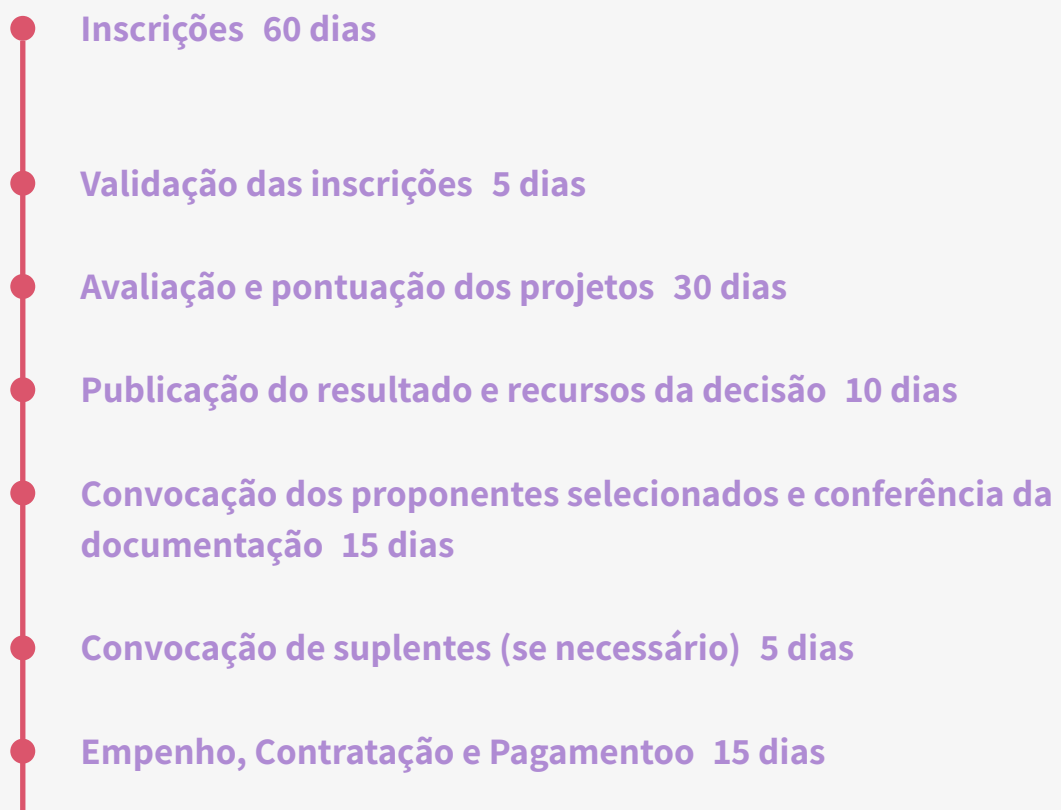 Inscrições 60 dias
Validação das inscrições 5 dias
Avaliação e pontuação dos projetos 30 dias
Publicação do resultado e recursos da decisão 10 dias
Convocação dos proponentes selecionados e conferência da
documentação 15 dias
Convocação de suplentes (se necessário) 5 dias
Empenho, Contratação e Pagamentoo 15 dias